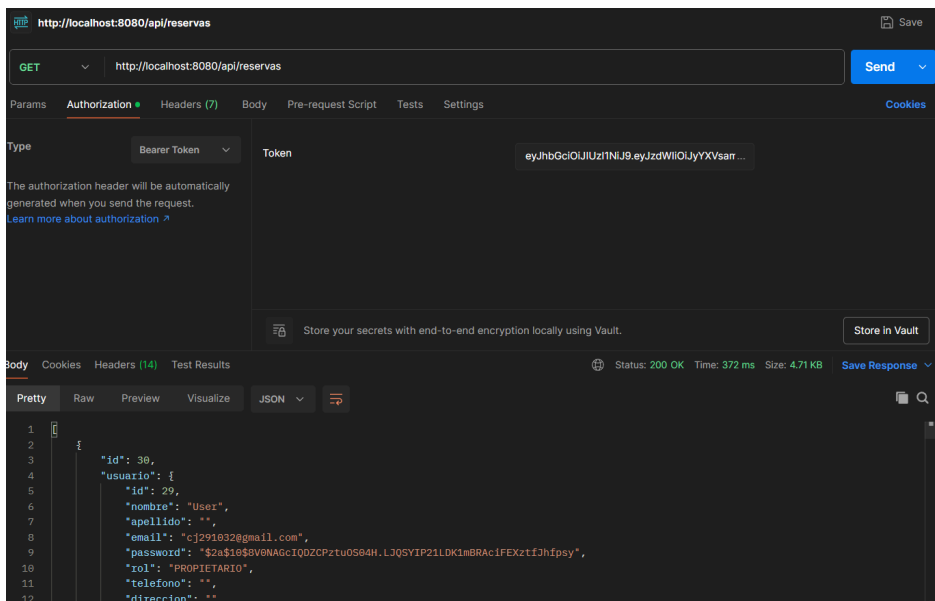 HTTP http://localhost:8080/api/reservas Save
GET http://localhost:8080/api/reservas Send
Params Authorization Headers (7) Body Pre-request Script Tests Settings Cookies
Type Bearer Token
The authorization header will be automatically
generated when you send the request.
Learn more about authorization ↗
Token eyJhbGciOiJIUzI1NiJ9.eyJzdWIiOiJyYXVsam...
Store your secrets with end-to-end encryption locally using Vault. Store in Vault
Body Cookies Headers (14) Test Results Status: 200 OK Time: 372 ms Size: 4.71 KB Save Response
Pretty Raw Preview Visualize JSON
1 [
2 {
3 "id": 30,
4 "usuario": {
5 "id": 29,
6 "nombre": "User",
7 "apellido": "",
8 "email": "cj291032@gmail.com",
9 "password": "$2a$10$8V0NAGcIQDZCPztuOS04H.LJQSYIP21LDK1mBRAciFEXztfJhfpsy",
10 "rol": "PROPIETARIO",
11 "telefono": "",
12 "direccion": ""